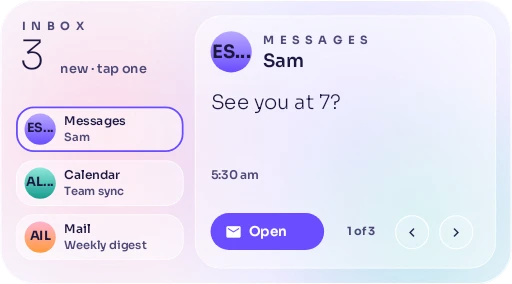 INBOX
3 new · tap one
ES... Messages
Sam
AL... Calendar
Team sync
AIL Mail
Weekly digest
ES... MESSAGES
Sam
See you at 7?
5:30 am
Open 1 of 3